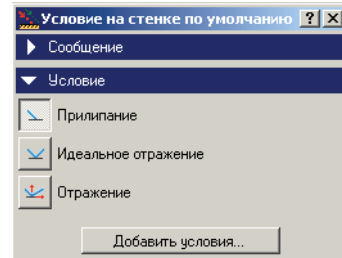 Условие на стенке по умолчанию
Сообщение
Условие
Прилипание
Идеальное отражение
Отражение
Добавить условия...